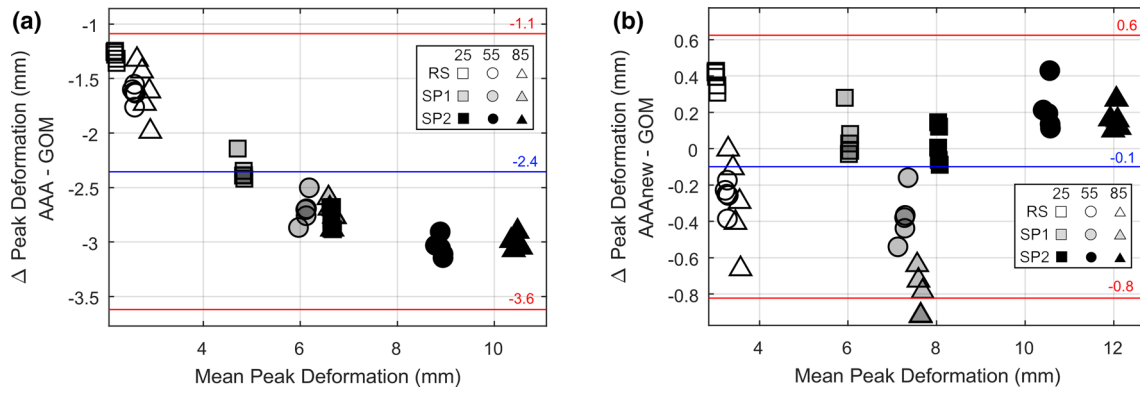 (a)
-1.1
-1
-1.5
-2
-2.5
-3
-3.5
-2.4
-3.6
25 55 85
RS
SP1
SP2
4 6 8 10
Mean Peak Deformation (mm)
Δ Peak Deformation (mm)
AAA - GOM
(b)
0.6
0.6
0.4
0.2
0
-0.2
-0.4
-0.6
-0.8
-0.1
-0.8
25 55 85
RS
SP1
SP2
4 6 8 10 12
Mean Peak Deformation (mm)
Δ Peak Deformation (mm)
AAAnew - GOM